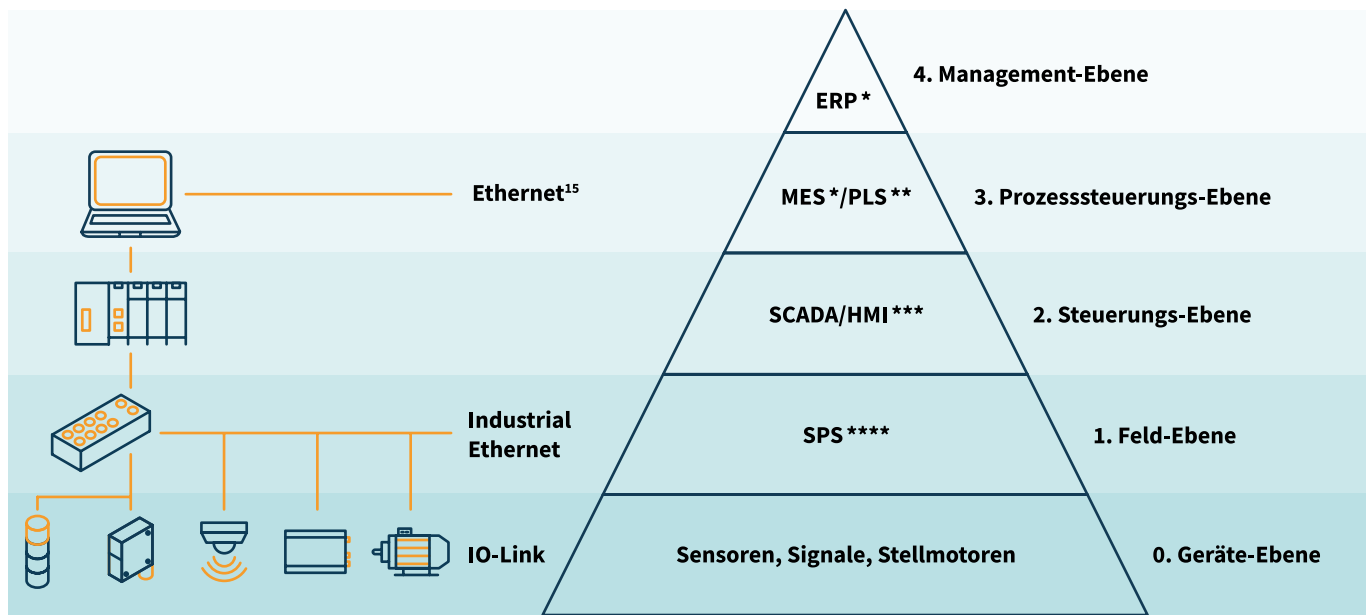 4. Management-Ebene
ERP *
Ethernet¹⁵
MES */PLS **
3. Prozesssteuerungs-Ebene
SCADA/HMI ***
2. Steuerungs-Ebene
Industrial
Ethernet
SPS ****
1. Feld-Ebene
IO-Link
Sensoren, Signale, Stellmotoren
0. Geräte-Ebene